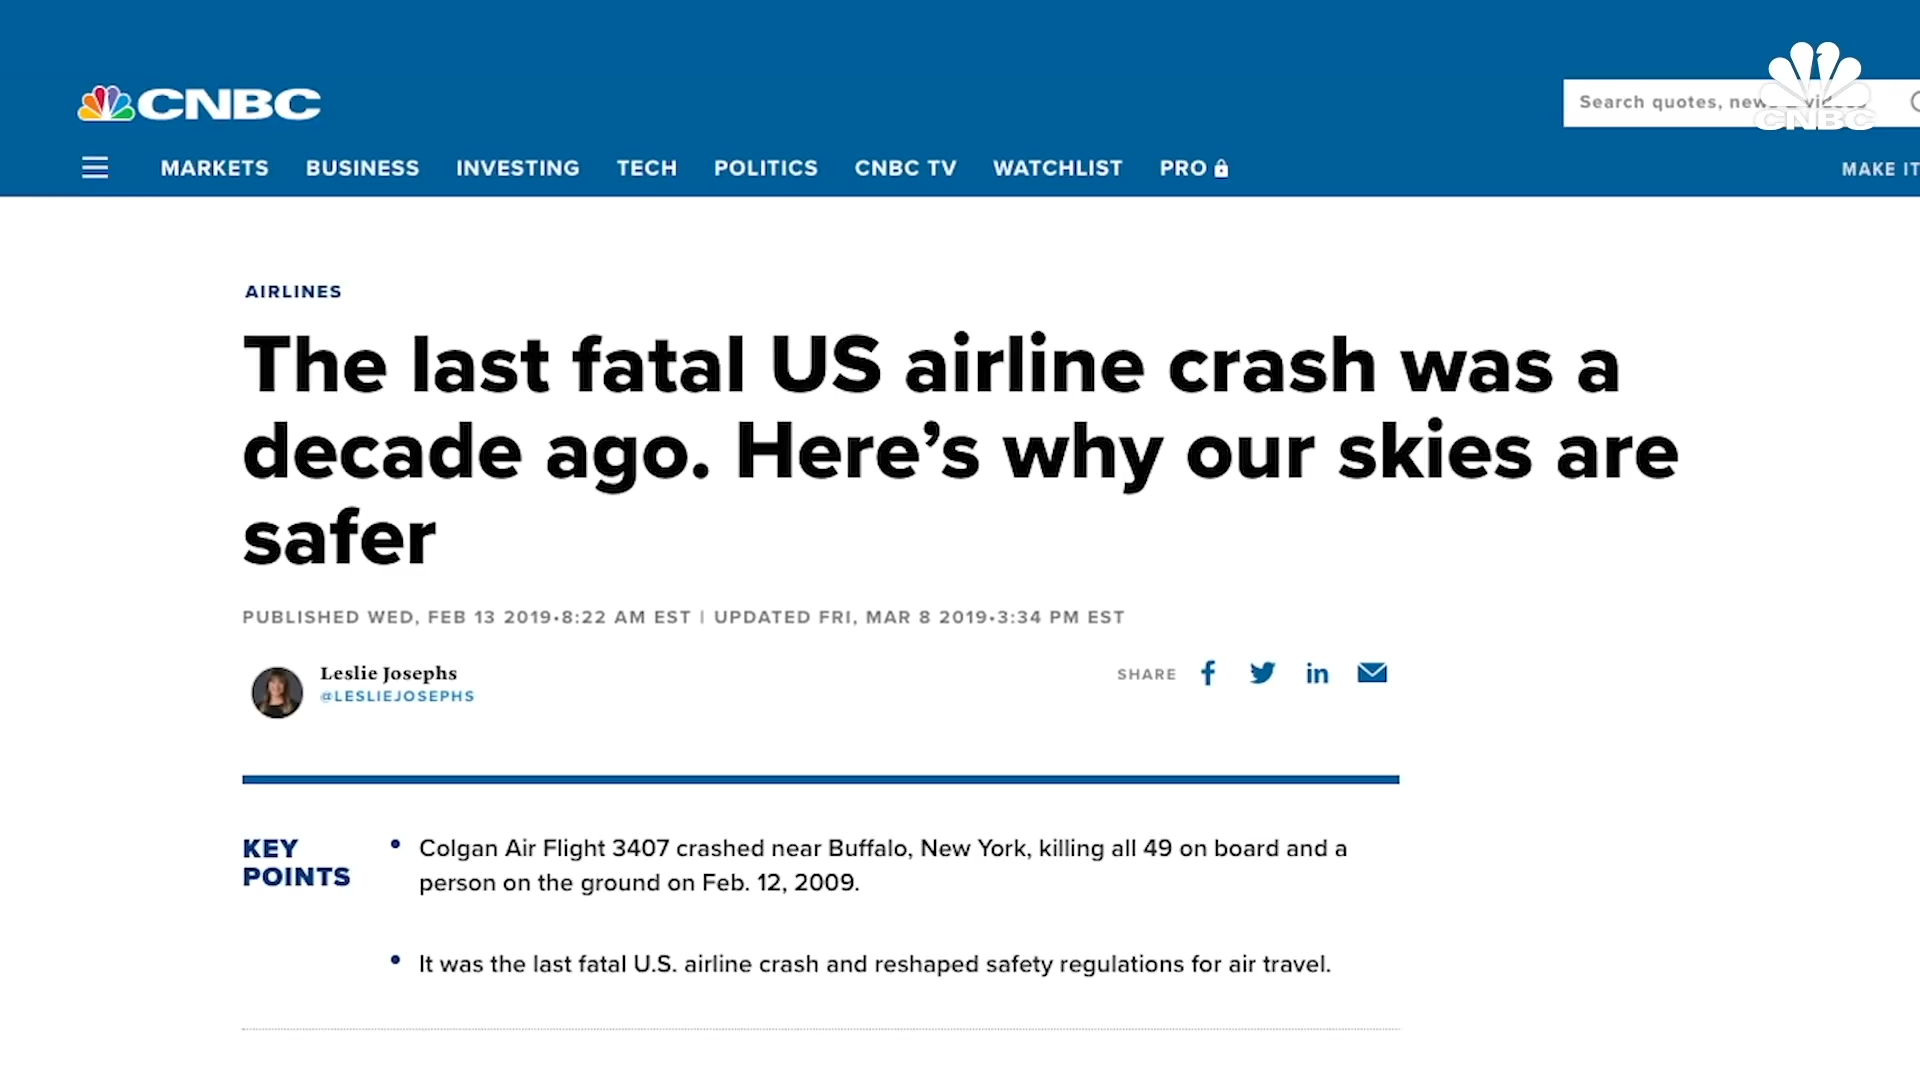 CNBC
Search quotes, news & videos
CNBC
MARKETS BUSINESS INVESTING TECH POLITICS CNBC TV WATCHLIST PRO
MAKE IT
AIRLINES
The last fatal US airline crash was a
decade ago. Here’s why our skies are
safer
PUBLISHED WED, FEB 13 2019•8:22 AM EST | UPDATED FRI, MAR 8 2019•3:34 PM EST
Leslie Josephs
@LESLIEJOSEPHS
SHARE
KEY
POINTS
• Colgan Air Flight 3407 crashed near Buffalo, New York, killing all 49 on board and a
person on the ground on Feb. 12, 2009.
• It was the last fatal U.S. airline crash and reshaped safety regulations for air travel.